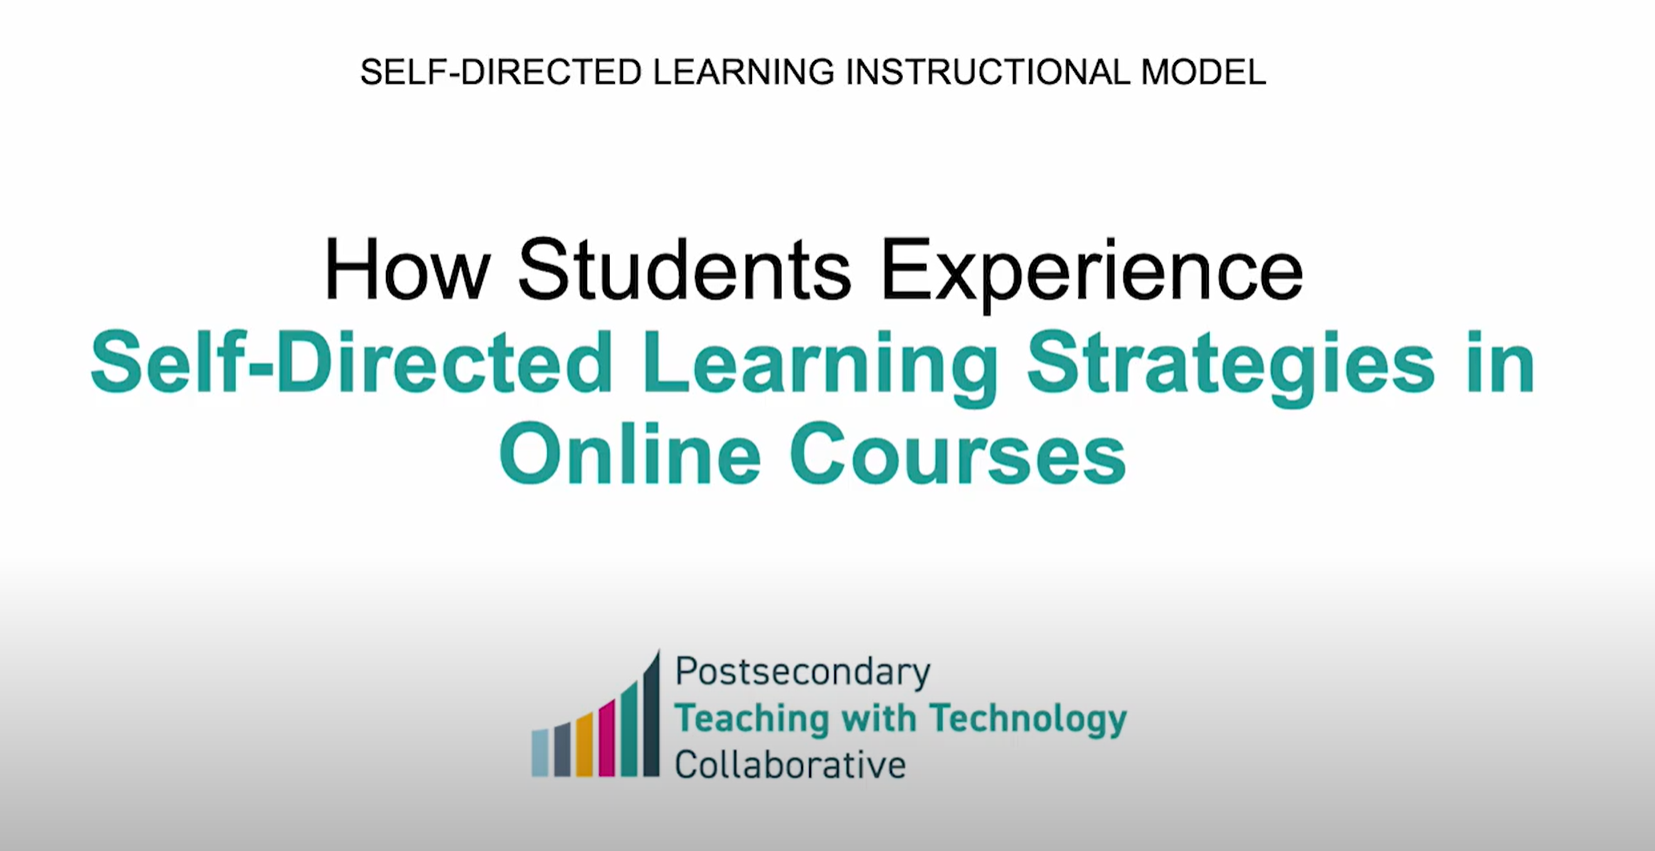 SELF-DIRECTED LEARNING INSTRUCTIONAL MODEL
How Students Experience
Self-Directed Learning Strategies in
Online Courses
Postsecondary
Teaching with Technology
Collaborative